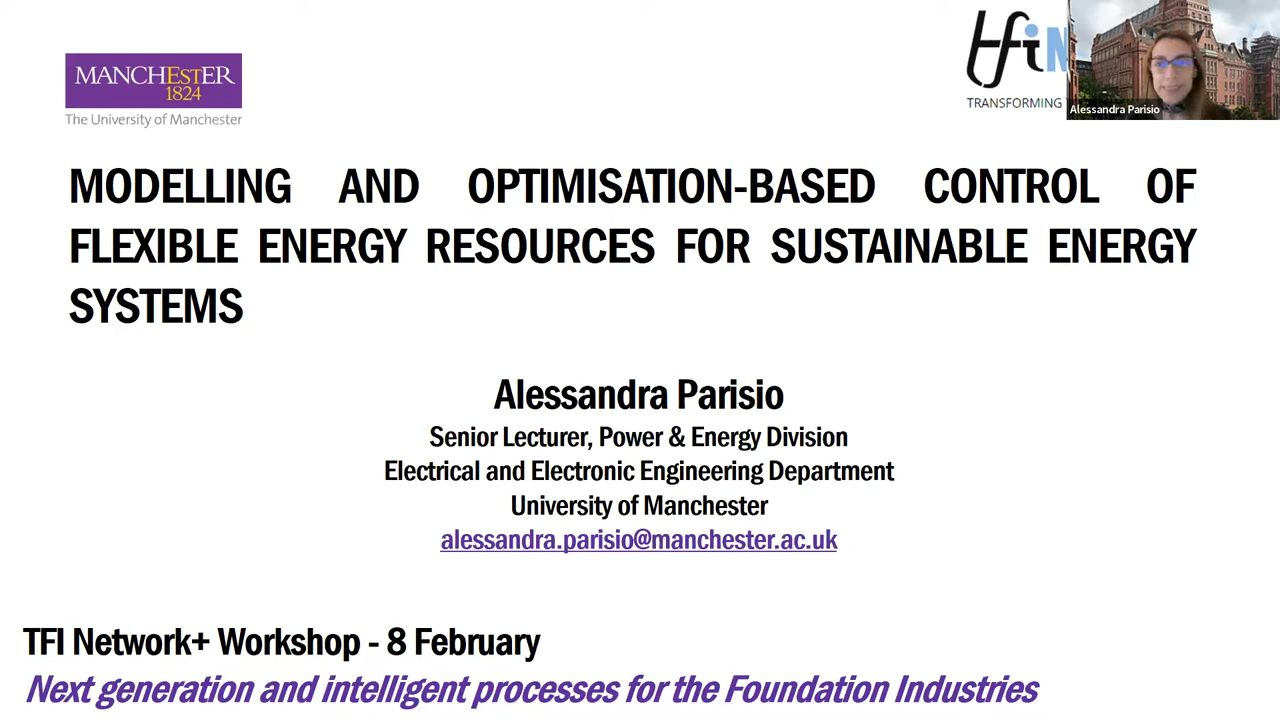 MANCHESTER
1824
The University of Manchester
tfi
TRANSFORMING
Alessandra Parisio
MODELLING AND OPTIMISATION-BASED CONTROL OF
FLEXIBLE ENERGY RESOURCES FOR SUSTAINABLE ENERGY
SYSTEMS
Alessandra Parisio
Senior Lecturer, Power & Energy Division
Electrical and Electronic Engineering Department
University of Manchester
alessandra.parisio@manchester.ac.uk
TFI Network+ Workshop - 8 February
Next generation and intelligent processes for the Foundation Industries